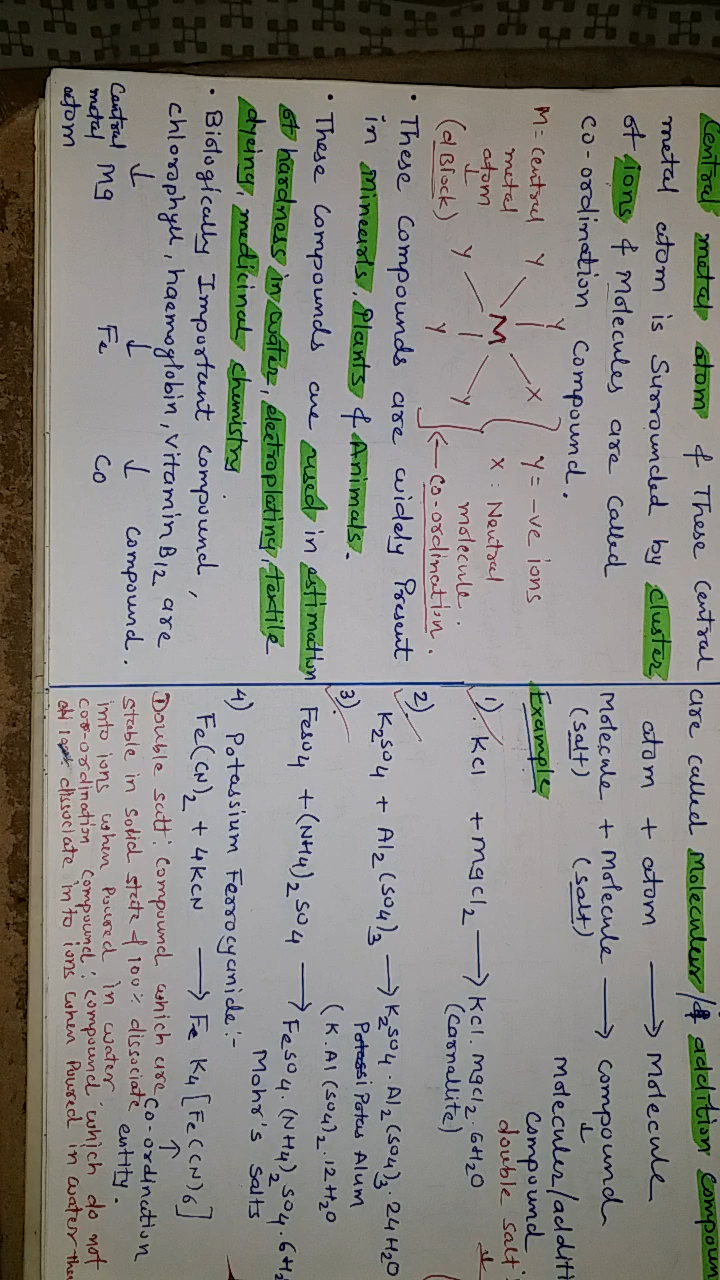 Central metal atom & These Central
metal atom is Surrounded by cluster
of ions & Molecules are called
co-ordination compound.
M = central
metal
atom
↓
(d Block)
Y Y X
M
Y Y Y
Y = -ve ions
X : Neutral
molecule.
← co-ordination.
• These compounds are widely Present
in minearls, Plants & Animals.
• These compounds are used in estimation
of hardness in water, electroplating, textile
dyeing, medicinal chemistry.
• Biologically Important compound,
chlorophyll, haemoglobin, vitamin B12 are
↓ ↓ ↓ compound.
Central Mg Fe Co
metal
atom
are called Molecular/& addition compoun
atom + atom ⟶ Molecule
Molecule + Molecule ⟶ compound
(salt) (salt) ↓
Molecules/additi
compound
double salt
Example
1). KCl + MgCl2 ⟶ KCl. MgCl2. 6H2O
(carnallite)
2).
K2SO4 + Al2(SO4)3 ⟶ K2SO4. Al2(SO4)3. 24H2O
Potassi Potas Alum
(K.Al(SO4)2. 12H2O
3)
FeSO4 + (NH4)2SO4 ⟶ FeSO4. (NH4)2SO4. 6H2
Mohr's Salts
4) Potassium Ferrocyanide:-
Fe(CN)2 + 4KCN ⟶ Fe K4[Fe(CN)6]
↑
Co-ordination
entity.
Double salt: Compound which are
stable in solid state & 100% dissociate
into ions when Poured in water
coo-ordination compound: compound which do not
dissociate into ions when Poured in water